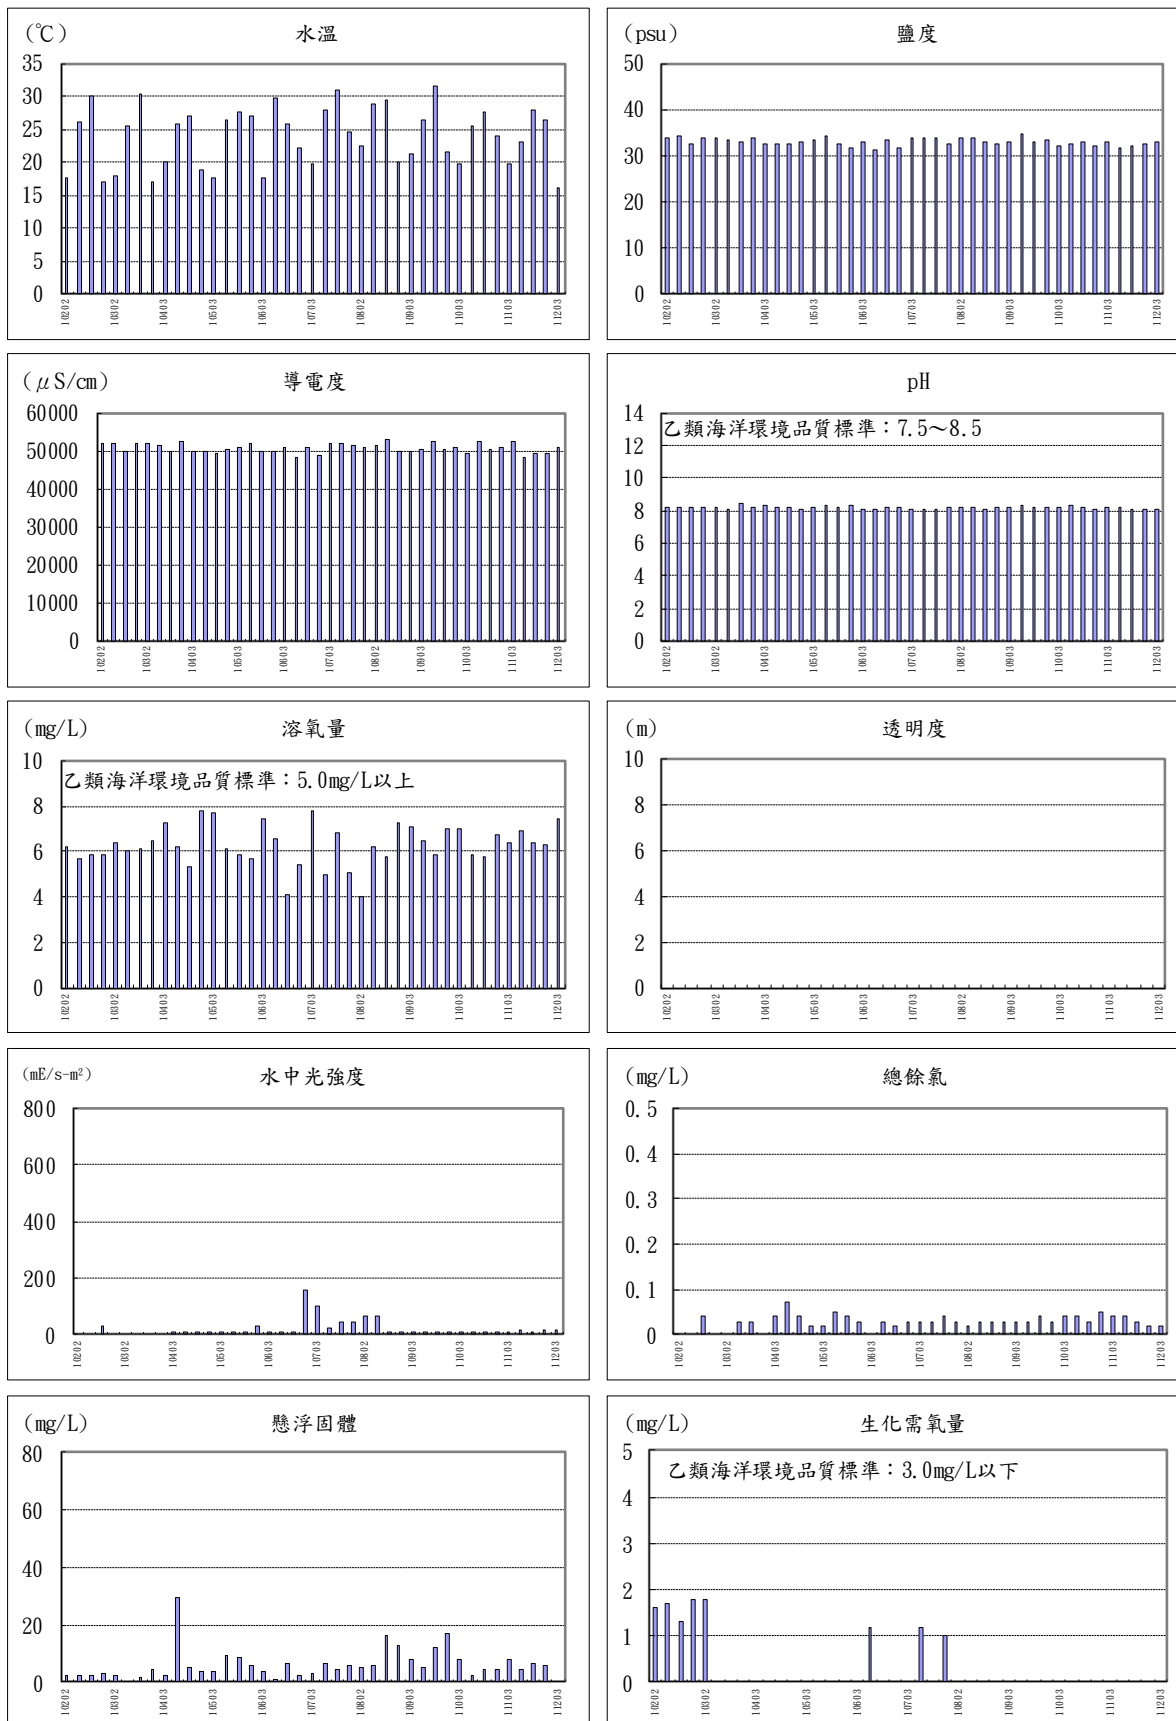 (℃) 水溫
35
30
25
20
15
10
5
0
10202 10302 10403 10503 10603 10703 10802 10903 11003 11103 11203
(psu) 鹽度
50
40
30
20
10
0
10202 10302 10403 10503 10603 10703 10802 10903 11003 11103 11203
(μS/cm) 導電度
60000
50000
40000
30000
20000
10000
0
10202 10302 10403 10503 10603 10703 10802 10903 11003 11103 11203
pH
乙類海洋環境品質標準：7.5～8.5
14
12
10
8
6
4
2
0
10202 10302 10403 10503 10603 10703 10802 10903 11003 11103 11203
(mg/L) 溶氧量
乙類海洋環境品質標準：5.0mg/L以上
10
8
6
4
2
0
10202 10302 10403 10503 10603 10703 10802 10903 11003 11103 11203
(m) 透明度
10
8
6
4
2
0
10202 10302 10403 10503 10603 10703 10802 10903 11003 11103 11203
(mE/s-m²) 水中光強度
800
600
400
200
0
10202 10302 10403 10503 10603 10703 10802 10903 11003 11103 11203
(mg/L) 總餘氯
0.5
0.4
0.3
0.2
0.1
0
10202 10302 10403 10503 10603 10703 10802 10903 11003 11103 11203
(mg/L) 懸浮固體
80
60
40
20
0
10202 10302 10403 10503 10603 10703 10802 10903 11003 11103 11203
(mg/L) 生化需氧量
乙類海洋環境品質標準：3.0mg/L以下
5
4
3
2
1
0
10202 10302 10403 10503 10603 10703 10802 10903 11003 11103 11203